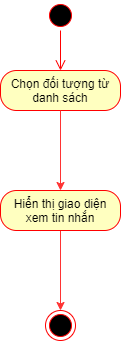 Chọn đối tượng từ
danh sách
Hiển thị giao diện
xem tin nhắn